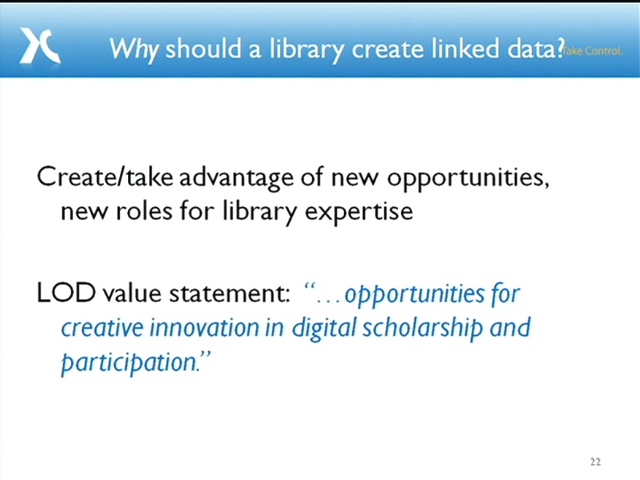 Why should a library create linked data?
Take Control.
Create/take advantage of new opportunities,
new roles for library expertise
LOD value statement: “…opportunities for
creative innovation in digital scholarship and
participation.”
22